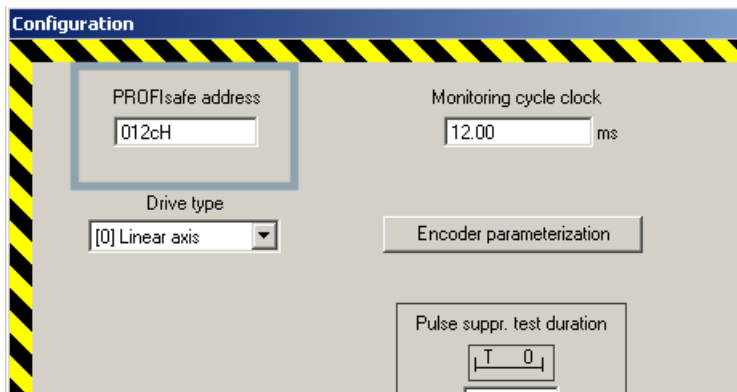 Configuration
PROFIsafe address
012cH
Monitoring cycle clock
12.00 ms
Drive type
[0] Linear axis
Encoder parameterization
Pulse suppr. test duration
T 0